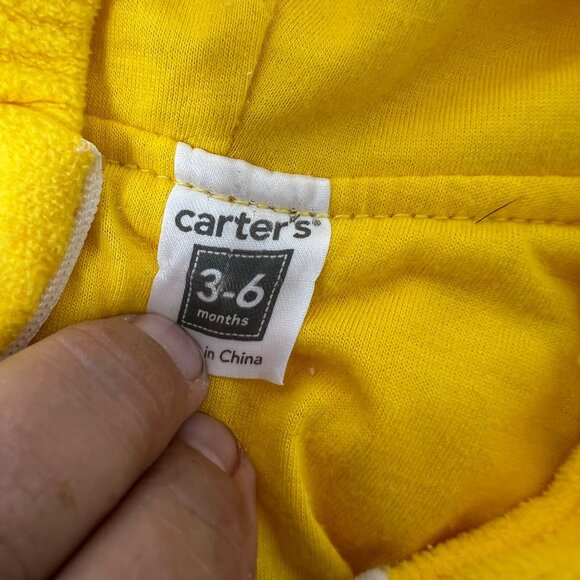 carter's®
3-6
months
in China